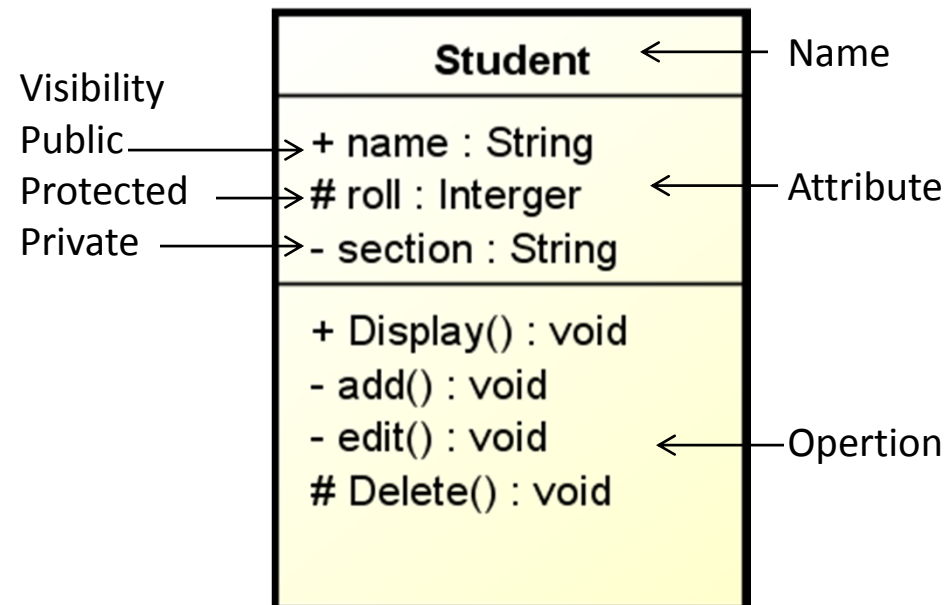 Student
Name
Visibility
Public
Protected
Private
+ name : String
# roll : Interger
- section : String
Attribute
+ Display() : void
- add() : void
- edit() : void
# Delete() : void
Opertion